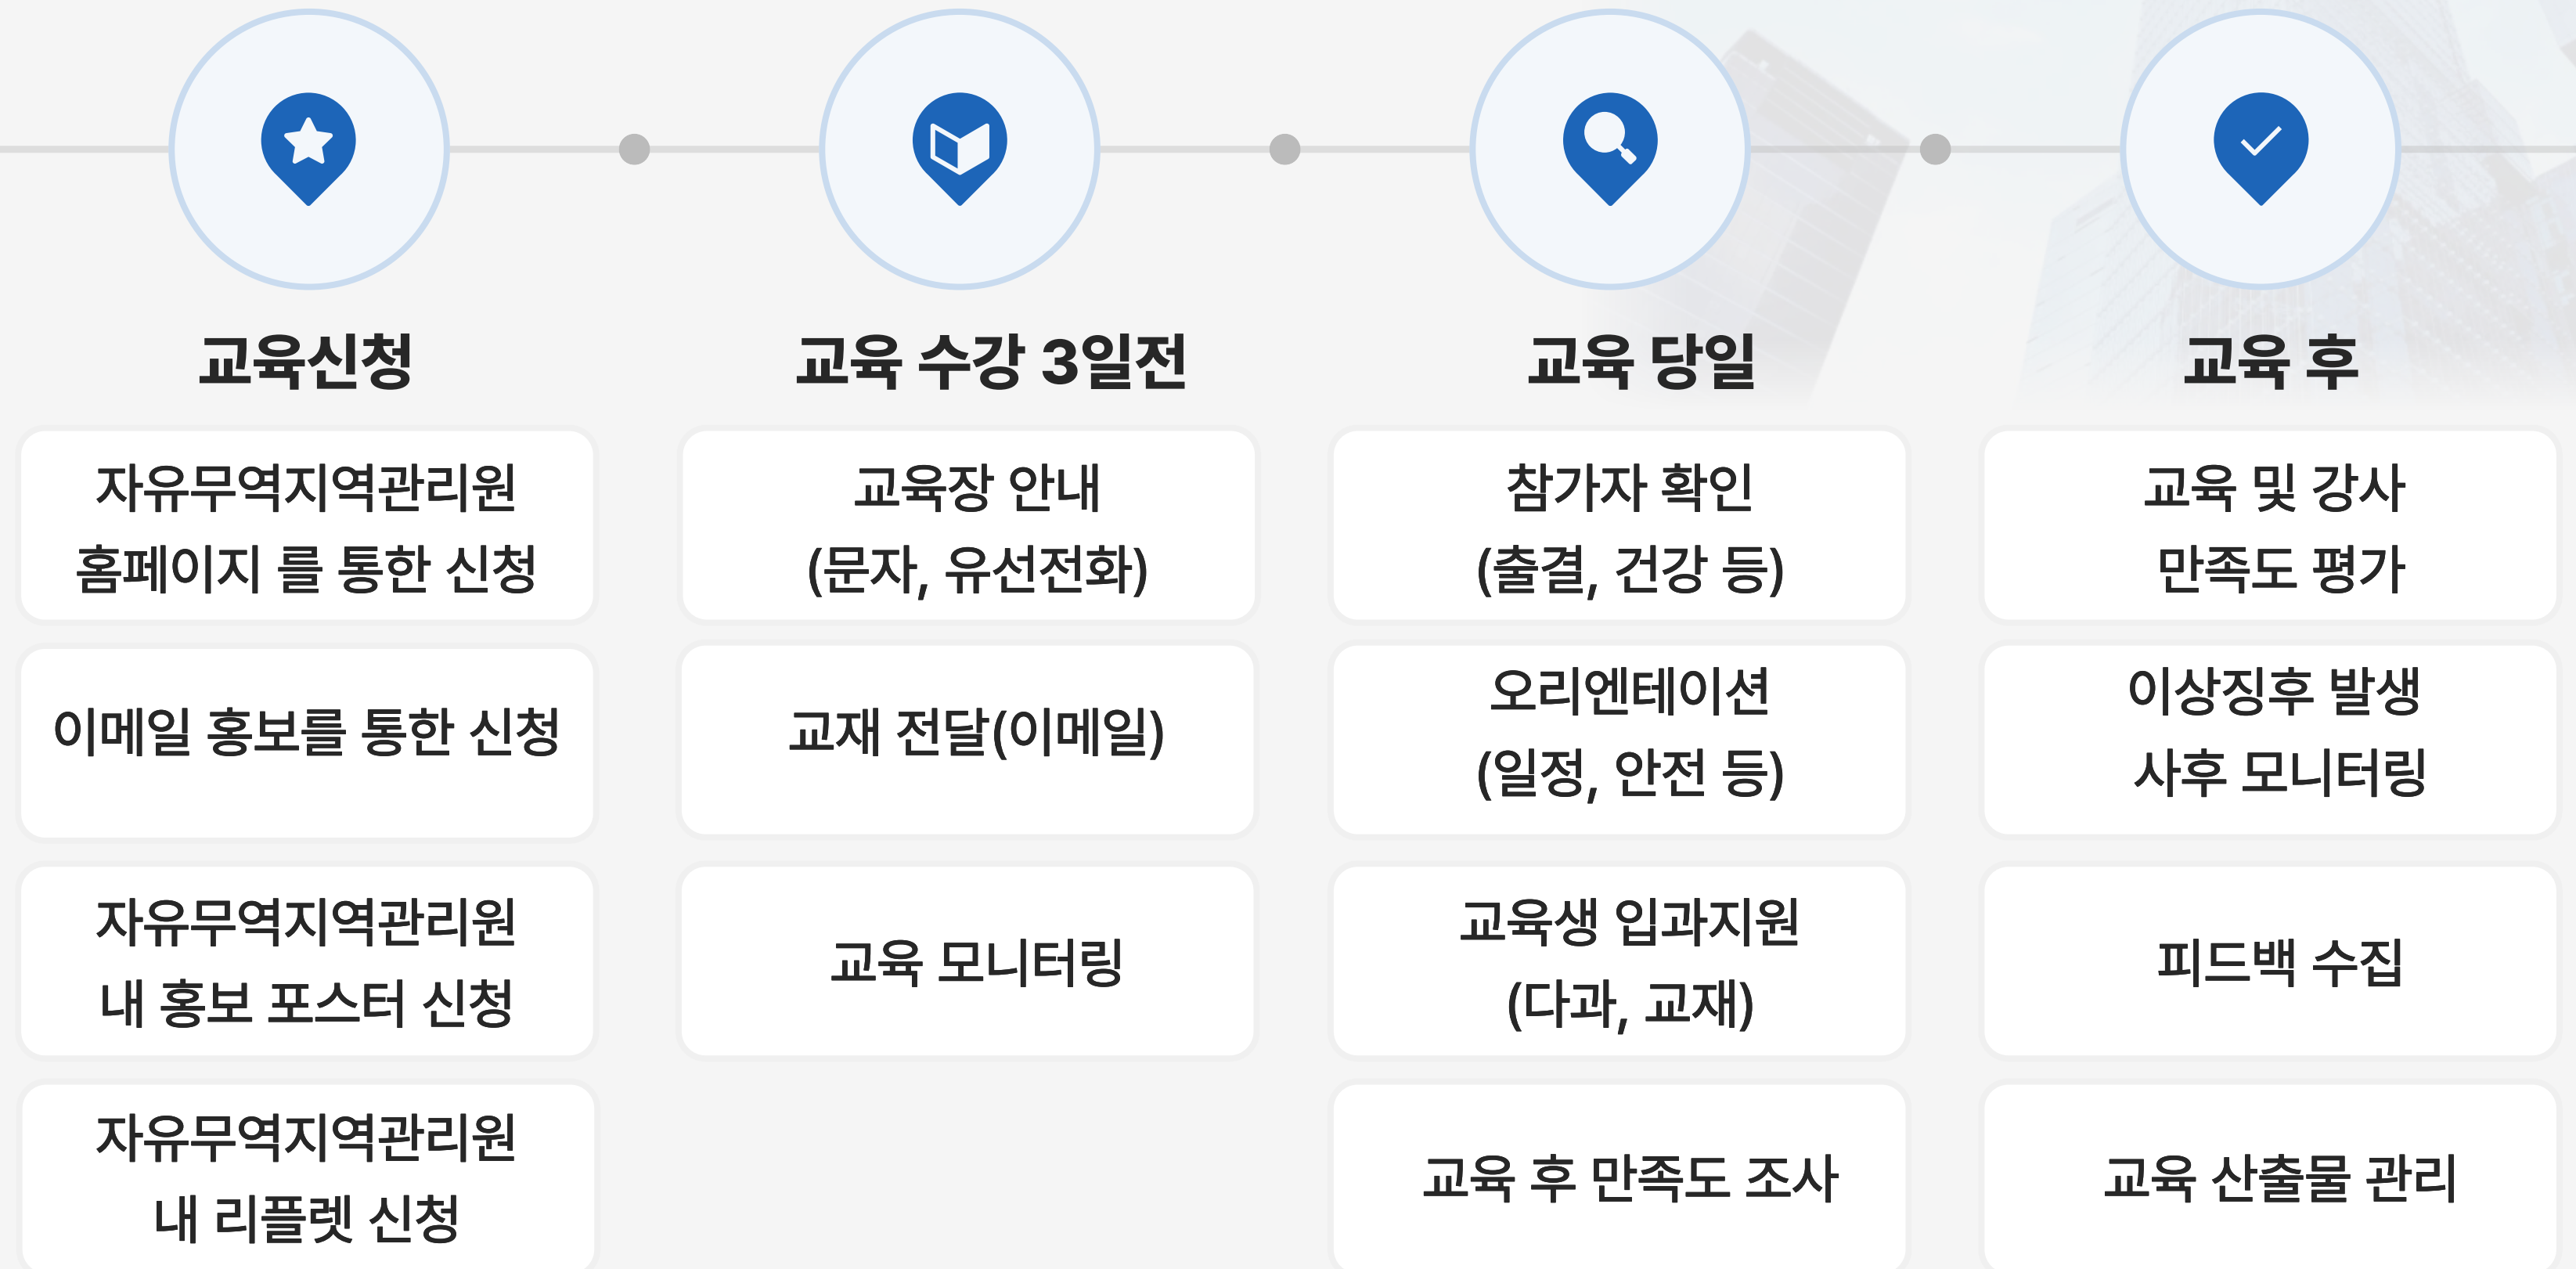 교육신청
자유무역지역관리원
홈페이지 를 통한 신청
이메일 홍보를 통한 신청
자유무역지역관리원
내 홍보 포스터 신청
자유무역지역관리원
내 리플렛 신청
교육 수강 3일전
교육장 안내
(문자, 유선전화)
교재 전달(이메일)
교육 모니터링
교육 당일
참가자 확인
(출결, 건강 등)
오리엔테이션
(일정, 안전 등)
교육생 입과지원
(다과, 교재)
교육 후 만족도 조사
교육 후
교육 및 강사
만족도 평가
이상징후 발생
사후 모니터링
피드백 수집
교육 산출물 관리